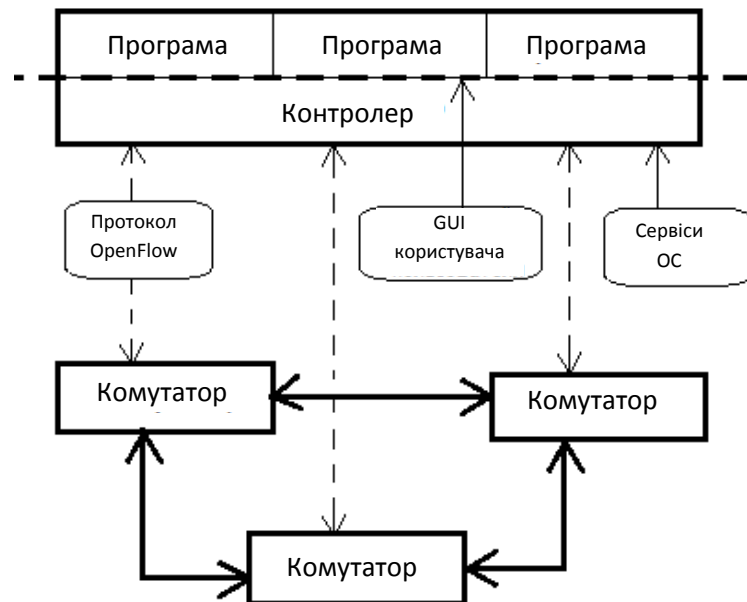 Програма Програма Програма
Контролер
Протокол
OpenFlow
GUI
користувача
Сервіси
ОС
Комутатор
Комутатор
Комутатор